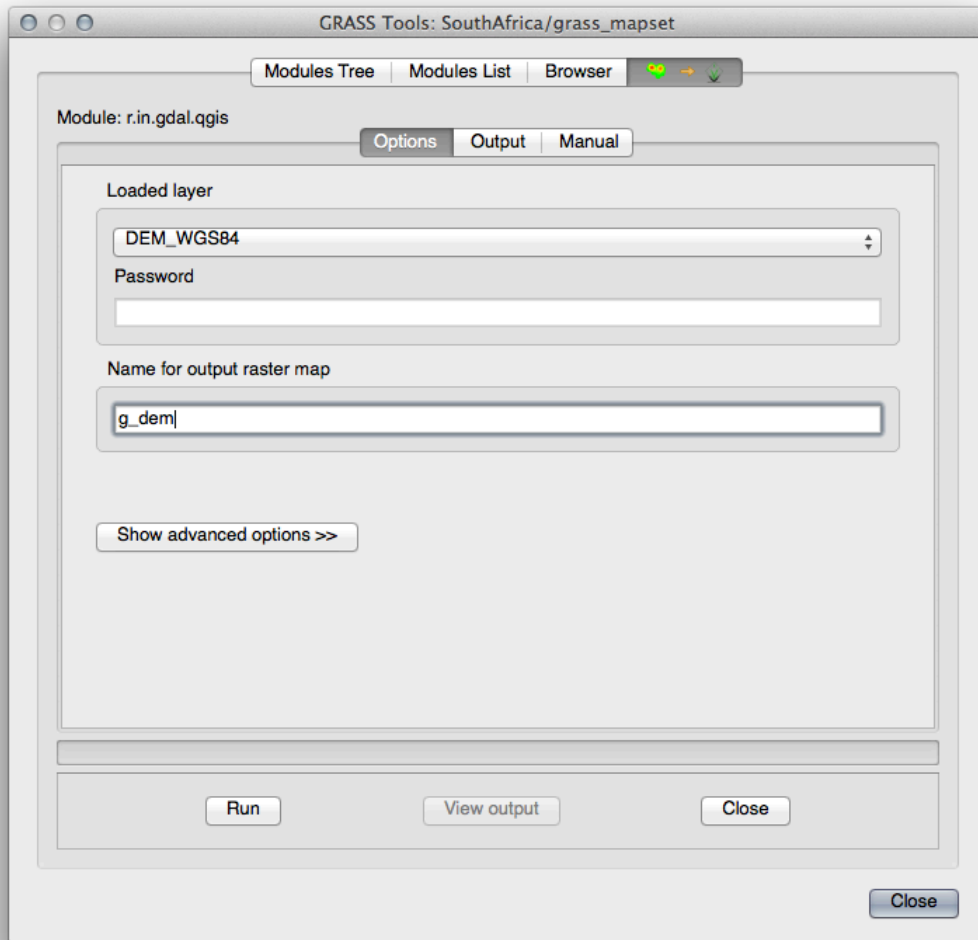 GRASS Tools: SouthAfrica/grass_mapset
Modules Tree Modules List Browser
Module: r.in.gdal.qgis
Options Output Manual
Loaded layer
DEM_WGS84
Password
Name for output raster map
g_dem
Show advanced options >>
Run View output Close
Close